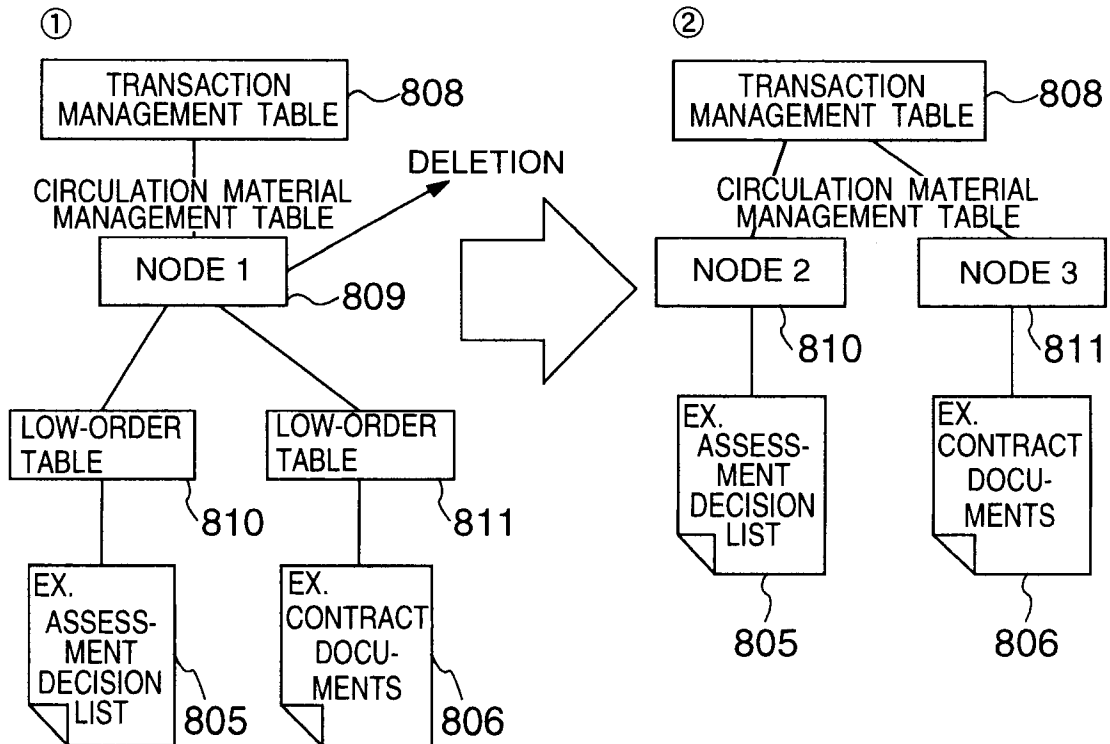 ①
TRANSACTION
MANAGEMENT TABLE
808
CIRCULATION MATERIAL
MANAGEMENT TABLE
DELETION
NODE 1
809
LOW-ORDER
TABLE
810
LOW-ORDER
TABLE
811
EX.
ASSESS-
MENT
DECISION
LIST
805
EX.
CONTRACT
DOCU-
MENTS
806
②
TRANSACTION
MANAGEMENT TABLE
808
CIRCULATION MATERIAL
MANAGEMENT TABLE
NODE 2
810
NODE 3
811
EX.
ASSESS-
MENT
DECISION
LIST
805
EX.
CONTRACT
DOCU-
MENTS
806